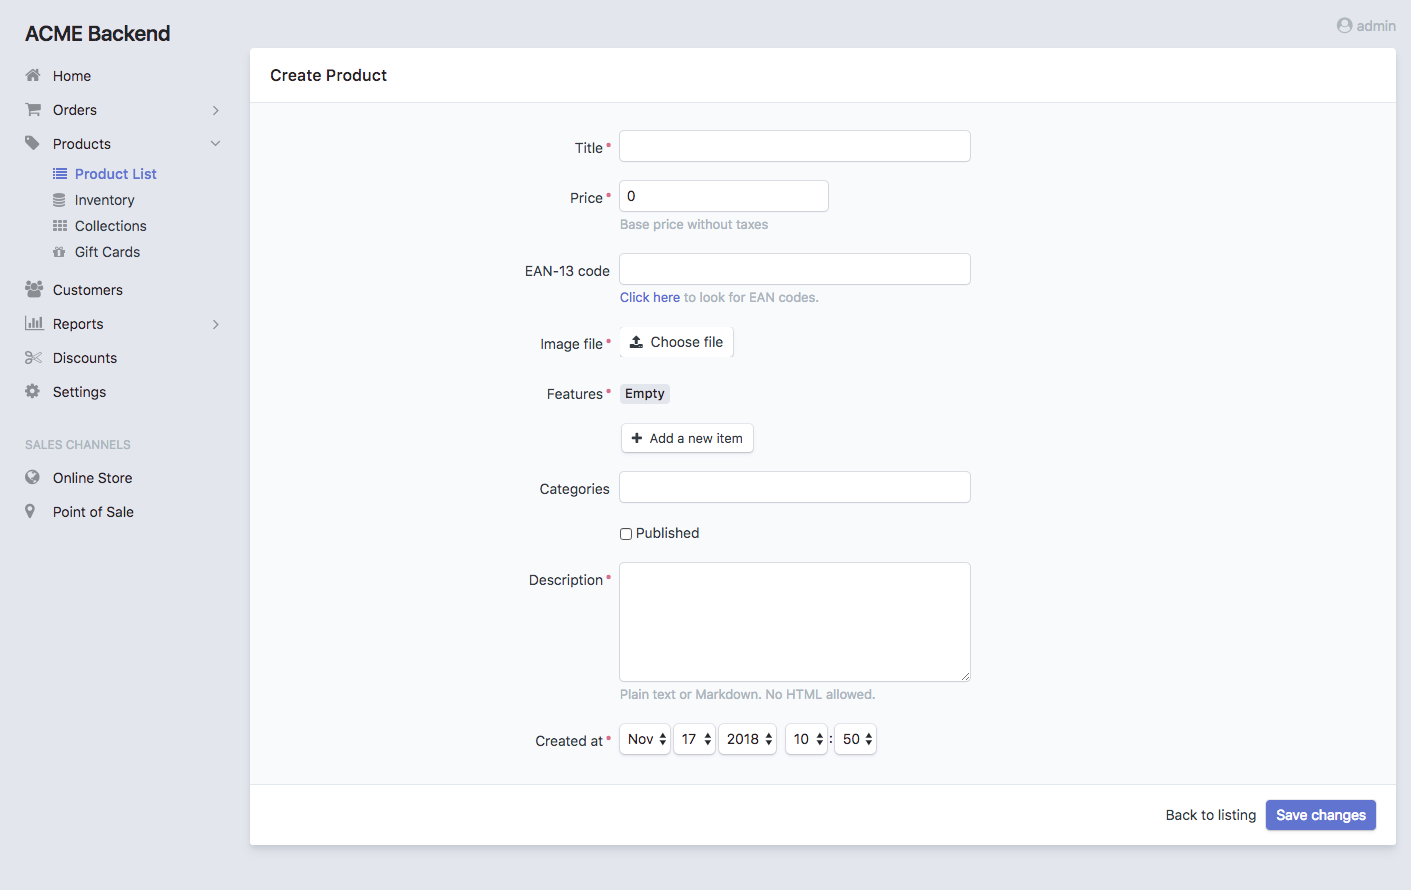 ACME Backend
admin
Home
Orders
Products
Product List
Inventory
Collections
Gift Cards
Customers
Reports
Discounts
Settings
SALES CHANNELS
Online Store
Point of Sale
Create Product
Title*
Price* 0
Base price without taxes
EAN-13 code
Click here to look for EAN codes.
Image file* Choose file
Features* Empty
+ Add a new item
Categories
Published
Description*
Plain text or Markdown. No HTML allowed.
Created at* Nov 17 2018 10 : 50
Back to listing Save changes